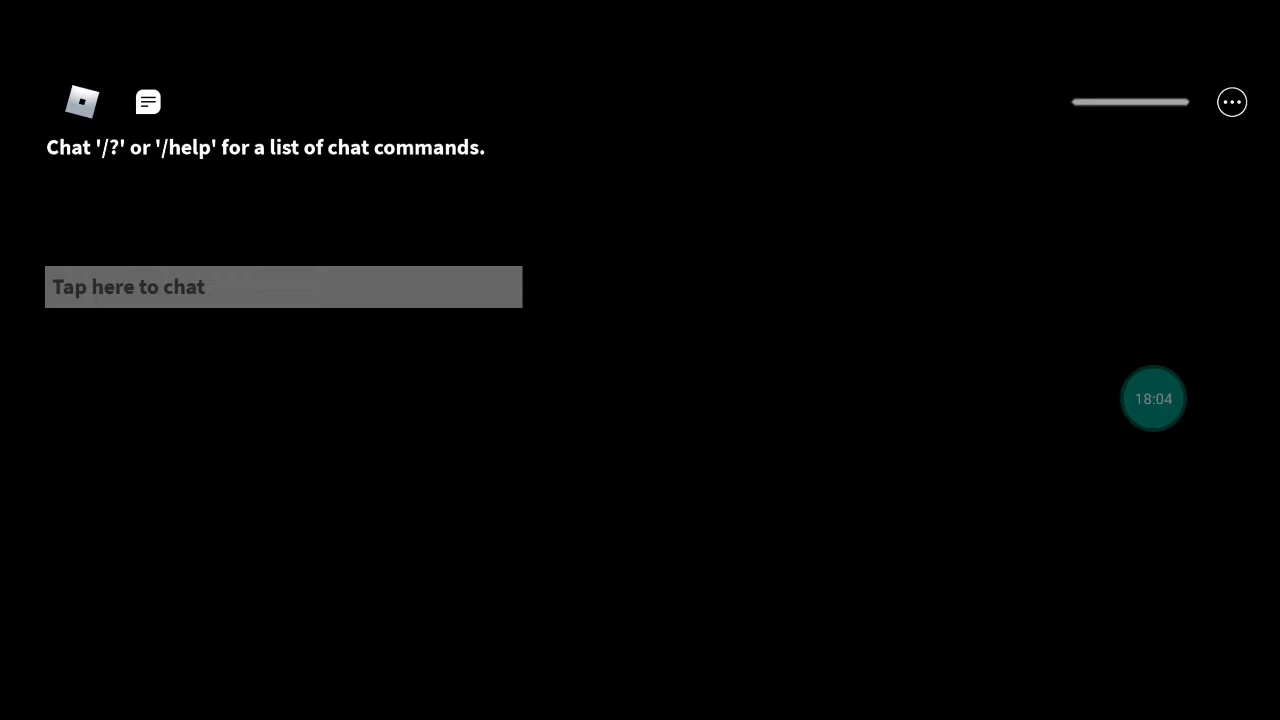 Chat '/?' or '/help' for a list of chat commands.
Tap here to chat
18:04